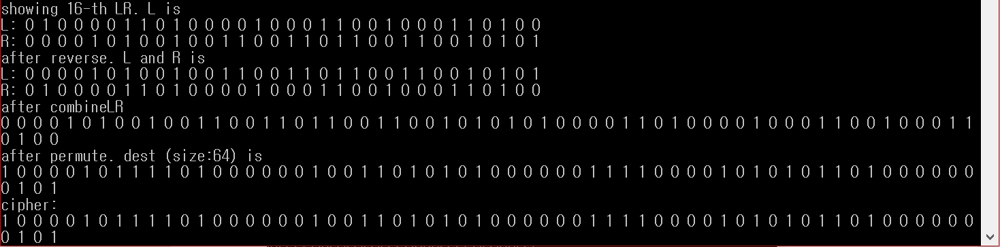 showing 16-th LR. L is
L: 0 1 0 0 0 0 1 1 0 1 0 0 0 0 1 0 0 0 1 1 0 0 1 0 0 0 1 1 0 1 0 0
R: 0 0 0 0 1 0 1 0 0 1 0 0 1 1 0 0 1 1 0 1 1 0 0 1 1 0 0 1 0 1 0 1
after reverse. L and R is
L: 0 0 0 0 1 0 1 0 0 1 0 0 1 1 0 0 1 1 0 1 1 0 0 1 1 0 0 1 0 1 0 1
R: 0 1 0 0 0 0 1 1 0 1 0 0 0 0 1 0 0 0 1 1 0 0 1 0 0 0 1 1 0 1 0 0
after combineLR
0 0 0 0 1 0 1 0 0 1 0 0 1 1 0 0 1 1 0 1 1 0 0 1 1 0 0 1 0 1 0 1 0 1 0 0 0 0 1 1 0 1 0 0 0 0 1 0 0 0 1 1 0 0 1 0 0 0 1 1
0 1 0 0
after permute. dest (size:64) is
1 0 0 0 0 1 0 1 1 1 1 0 1 0 0 0 0 0 0 1 0 0 1 1 0 1 0 1 0 1 0 0 0 0 0 0 1 1 1 1 0 0 0 0 1 0 1 0 1 0 1 1 0 1 0 0 0 0 0 0
0 1 0 1
cipher:
1 0 0 0 0 1 0 1 1 1 1 0 1 0 0 0 0 0 0 1 0 0 1 1 0 1 0 1 0 1 0 0 0 0 0 0 1 1 1 1 0 0 0 0 1 0 1 0 1 0 1 1 0 1 0 0 0 0 0 0
0 1 0 1